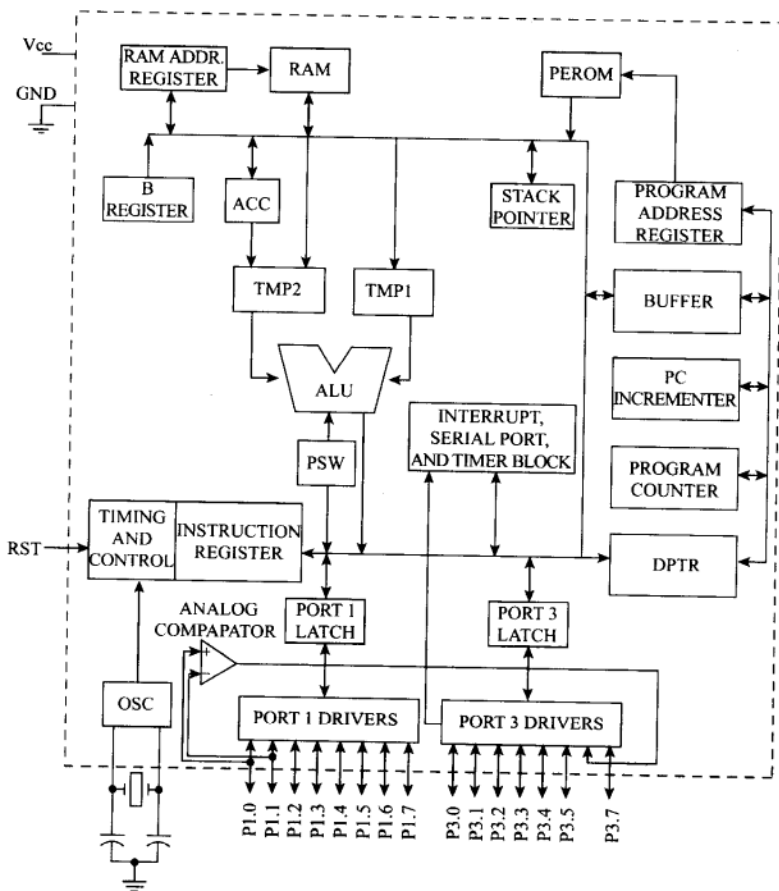 Vcc
GND
RAM ADDR.
REGISTER
RAM
PEROM
B
REGISTER
ACC
STACK
POINTER
PROGRAM
ADDRESS
REGISTER
TMP2
TMP1
BUFFER
ALU
PC
INCREMENTER
INTERRUPT,
SERIAL PORT,
AND TIMER BLOCK
PSW
PROGRAM
COUNTER
RST
TIMING
AND
CONTROL
INSTRUCTION
REGISTER
DPTR
ANALOG
COMPAPATOR
+
−
PORT 1
LATCH
PORT 3
LATCH
OSC
PORT 1 DRIVERS
PORT 3 DRIVERS
P1.0
P1.1
P1.2
P1.3
P1.4
P1.5
P1.6
P1.7
P3.0
P3.1
P3.2
P3.3
P3.4
P3.5
P3.7